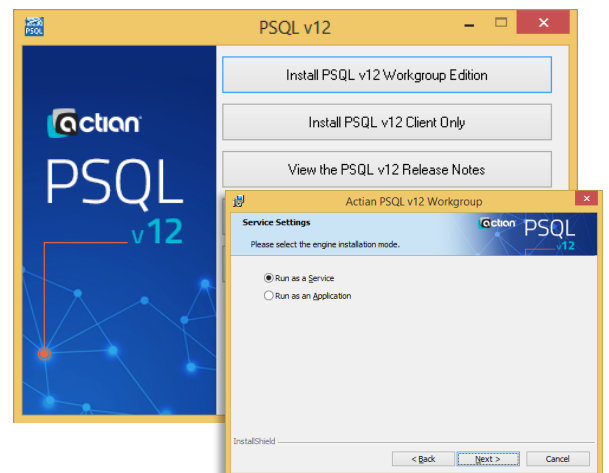 PSQL
PSQL v12
Install PSQL v12 Workgroup Edition
actian
Install PSQL v12 Client Only
PSQL
v12
View the PSQL v12 Release Notes
Actian PSQL v12 Workgroup
Service Settings
Please select the engine installation mode.
actian PSQL
v12
Run as a Service
Run as an Application
InstallShield
< Back
Next >
Cancel